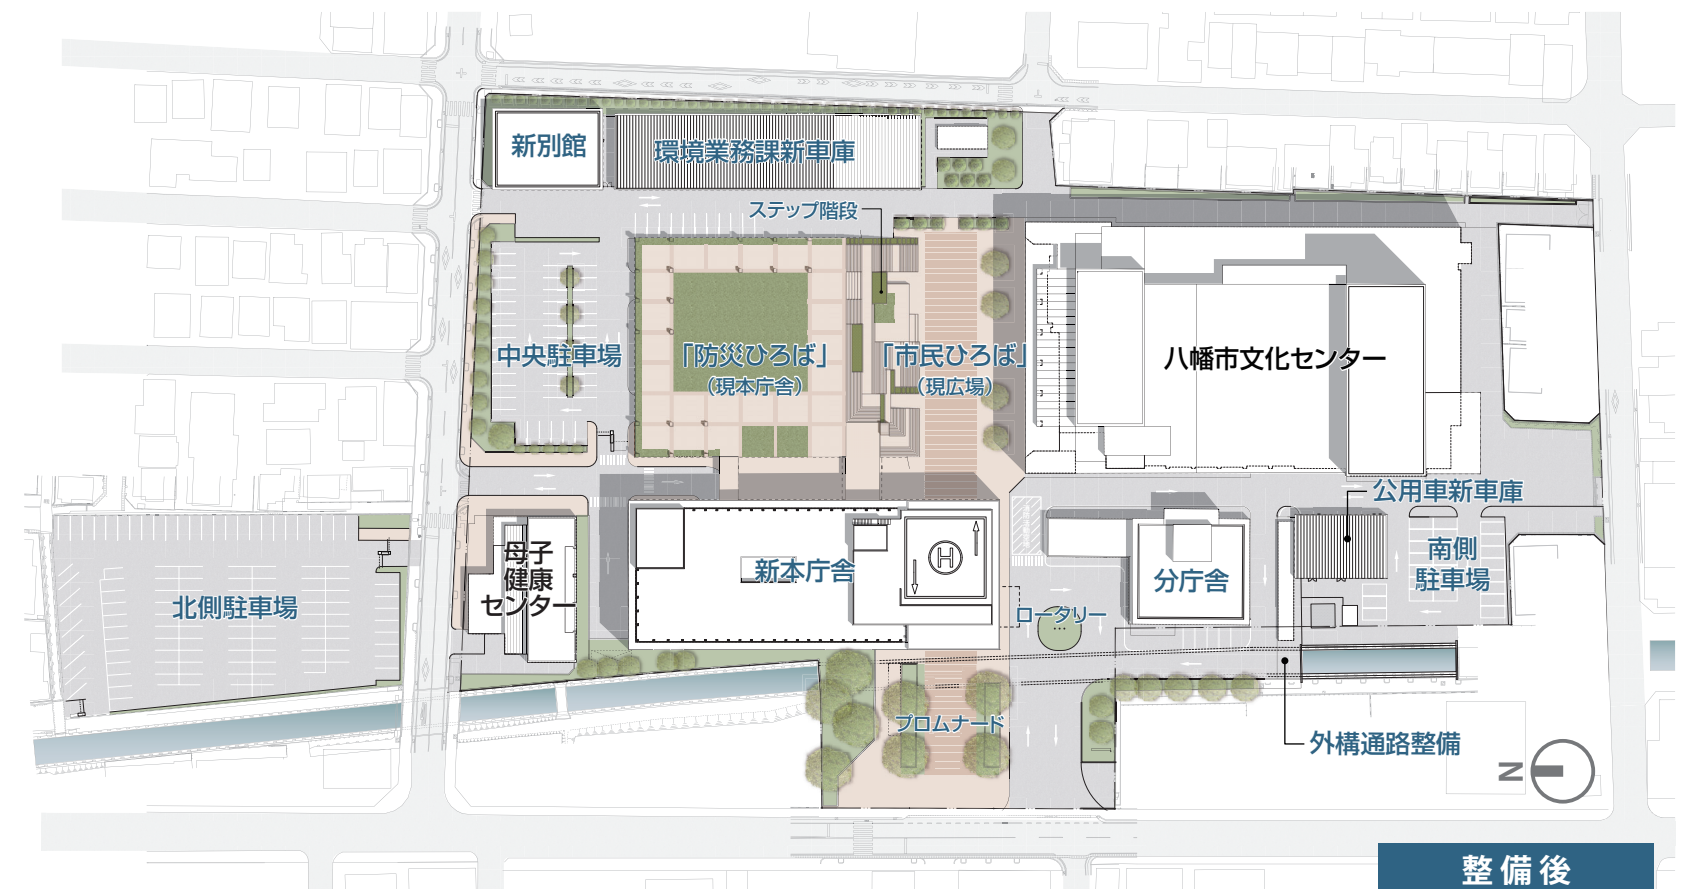 新別館
環境業務課新車庫
ステップ階段
中央駐車場
「防災ひろば」
（現本庁舎）
「市民ひろば」
（現広場）
八幡市文化センター
公用車新車庫
母子
健康
センター
北側駐車場
新本庁舎
H
分庁舎
南側
駐車場
ロータリー
プロムナード
外構通路整備
N
整備後